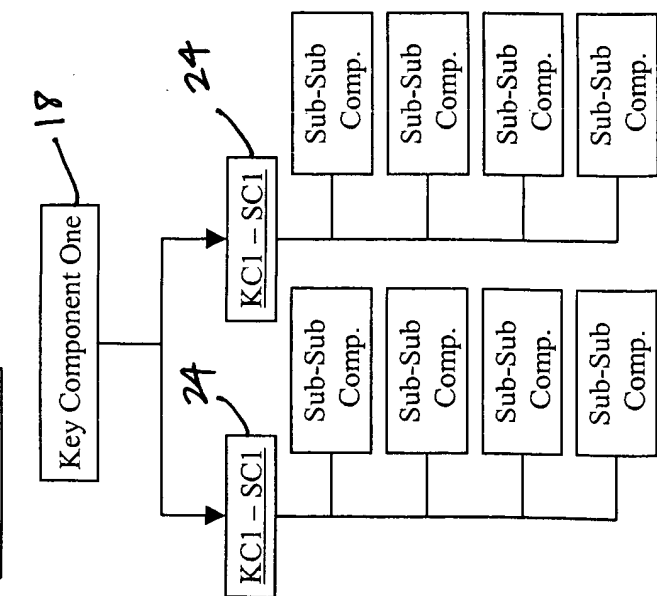 18
Key Component One
24
24
KC1 – SC1
KC1 – SC1
Sub-Sub
Comp.
Sub-Sub
Comp.
Sub-Sub
Comp.
Sub-Sub
Comp.
Sub-Sub
Comp.
Sub-Sub
Comp.
Sub-Sub
Comp.
Sub-Sub
Comp.